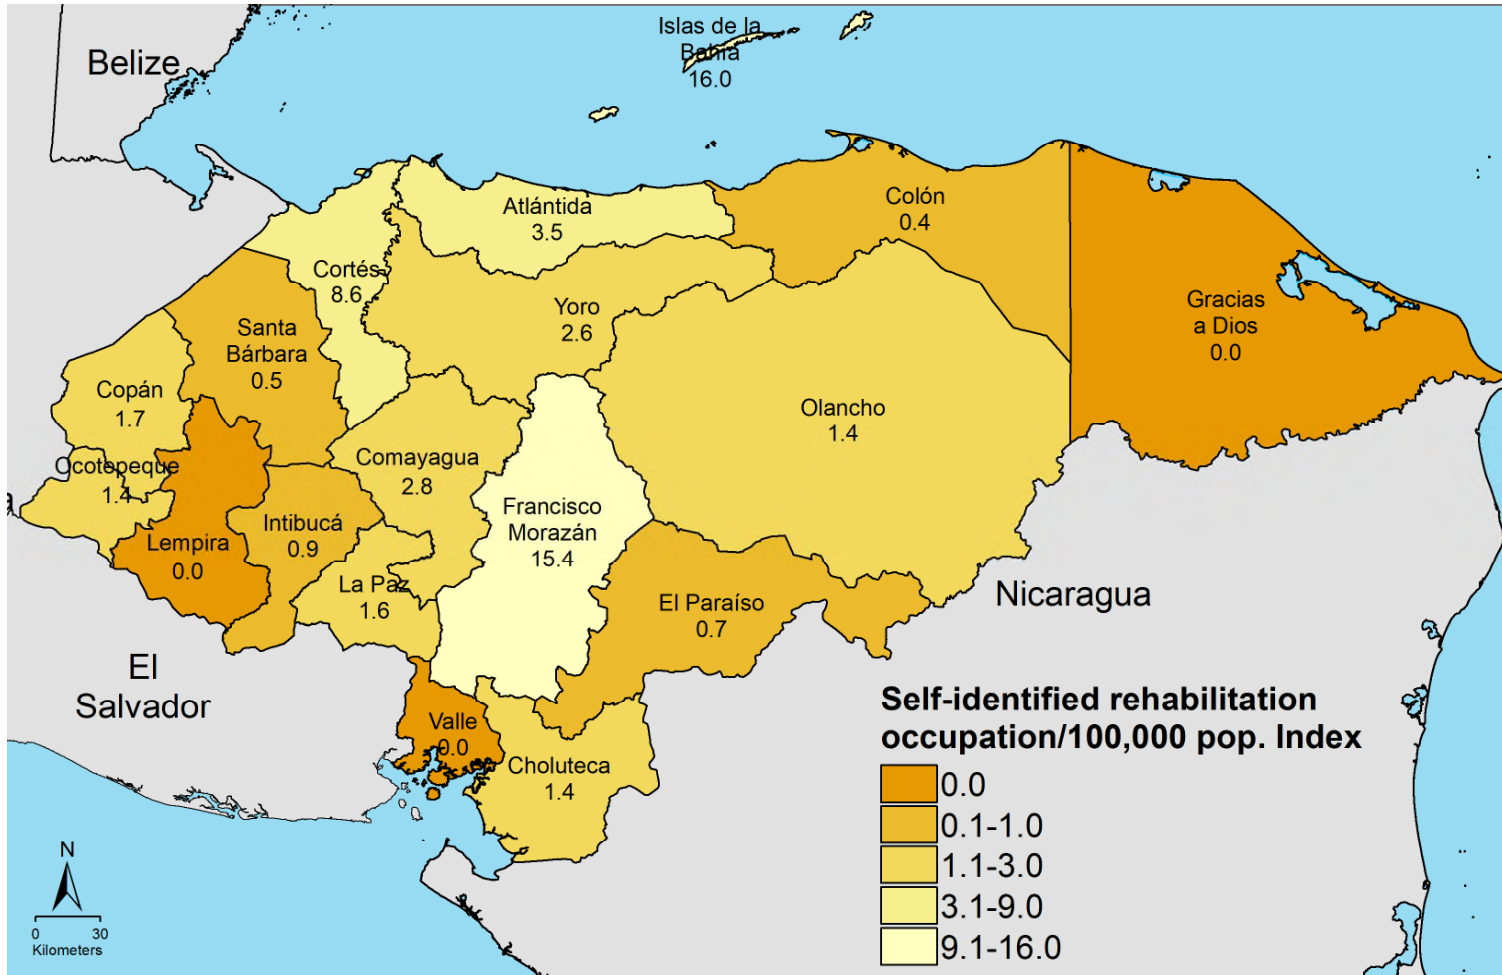 Islas de la
Bahía
16.0
Belize
Atlántida
3.5
Colón
0.4
Cortés
8.6
Yoro
2.6
Gracias
a Dios
0.0
Santa
Bárbara
0.5
Copán
1.7
Olancho
1.4
Ocotepeque
1.4
Comayagua
2.8
Francisco
Morazán
15.4
Intibucá
0.9
Lempira
0.0
La Paz
1.6
El Paraíso
0.7
Nicaragua
El
Salvador
Valle
0.0
Choluteca
1.4
Self-identified rehabilitation
occupation/100,000 pop. Index
0.0
0.1-1.0
1.1-3.0
3.1-9.0
9.1-16.0
N
0 30
Kilometers